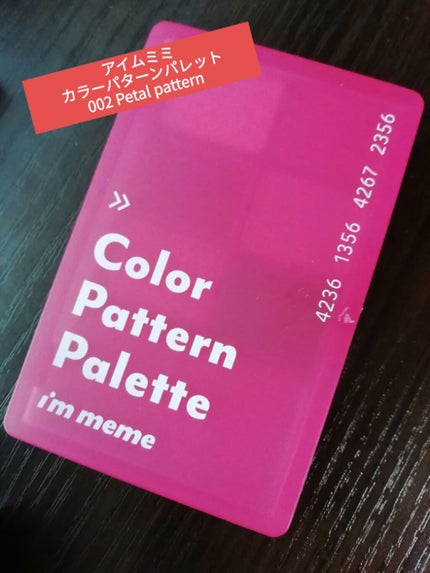 アイムミミ
カラーパターンパレット
002 Petal pattern
»
Color
Pattern
Palette
i'm meme
4236 1356 4267 2356